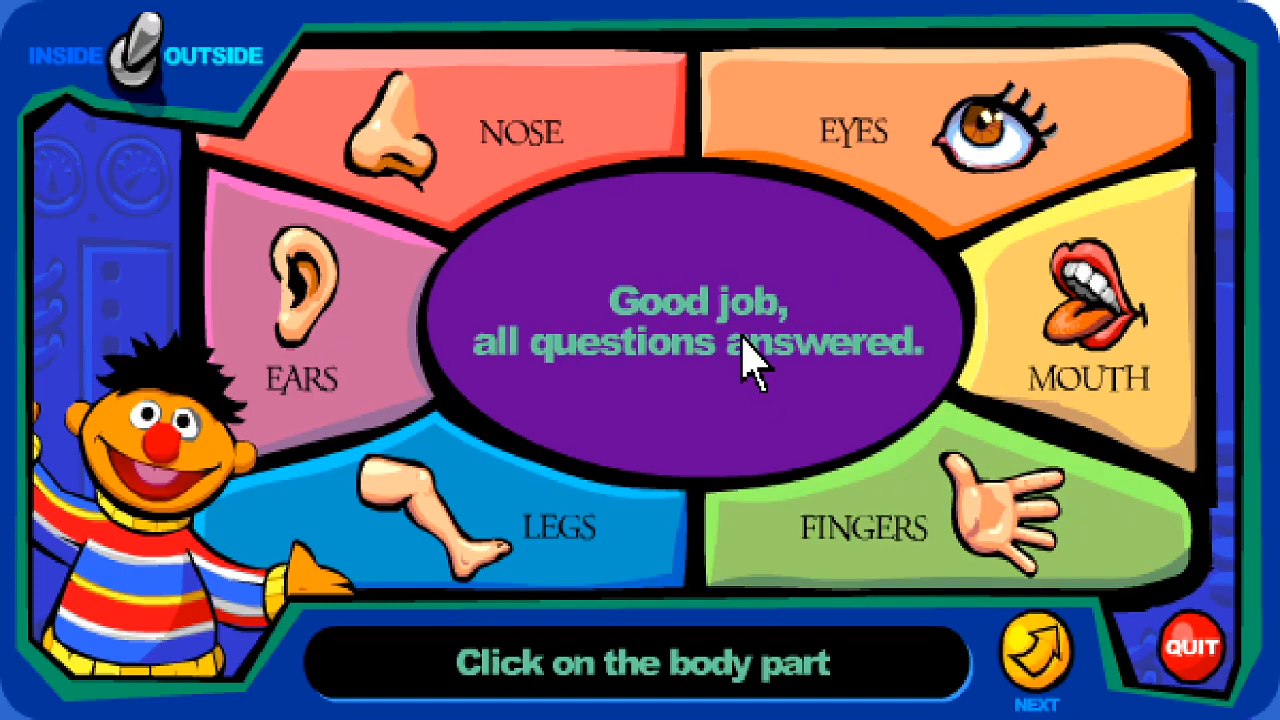 INSIDE OUTSIDE
NOSE
EYES
EARS
Good job,
all questions answered.
MOUTH
LEGS
FINGERS
Click on the body part
QUIT
NEXT